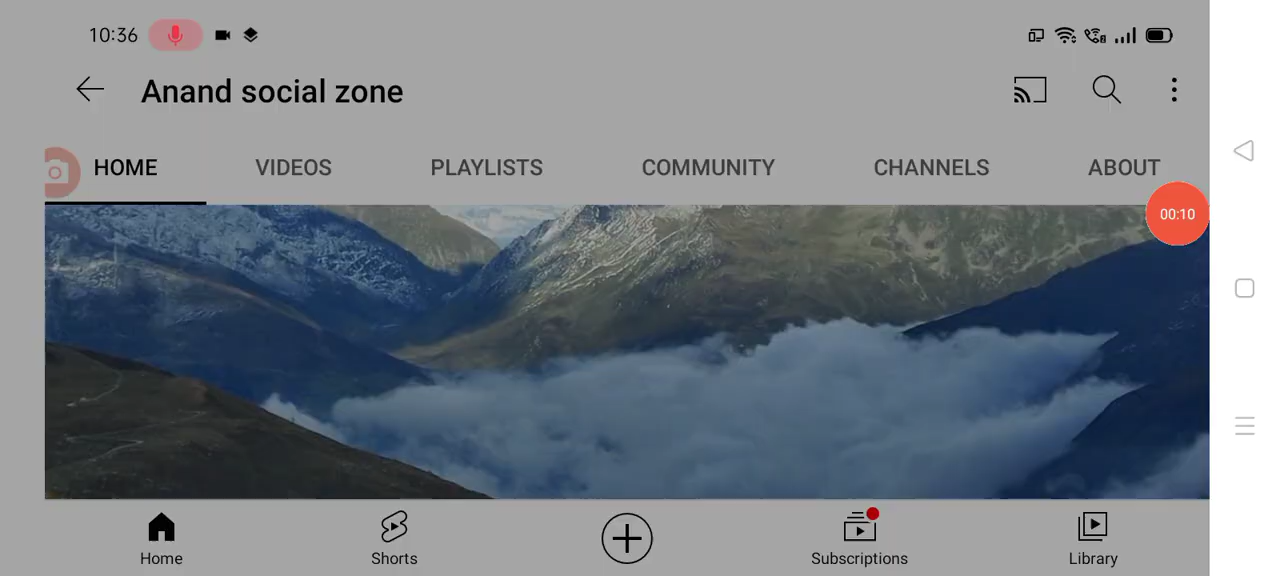 10:36
Anand social zone
HOME VIDEOS PLAYLISTS COMMUNITY CHANNELS ABOUT
00:10
Home Shorts Subscriptions Library